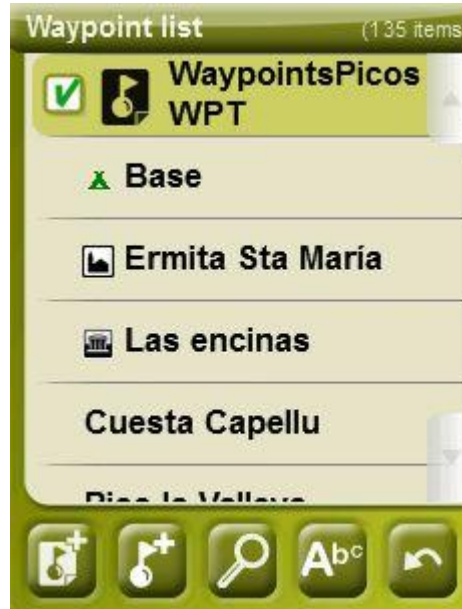 Waypoint list (135 items
WaypointsPicos
WPT
Base
Ermita Sta María
Las encinas
Cuesta Capellu
Abc